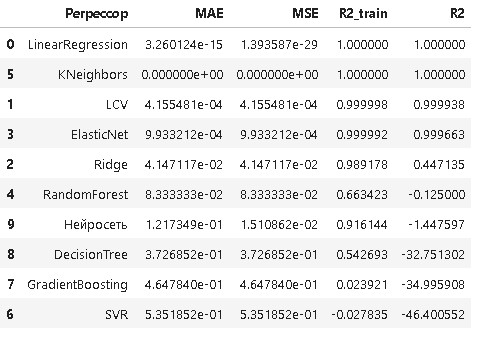 Регрессор MAE MSE R2_train R2
0 LinearRegression 3.260124e-15 1.393587e-29 1.000000 1.000000
5 KNeighbors 0.000000e+00 0.000000e+00 1.000000 1.000000
1 LCV 4.155481e-04 4.155481e-04 0.999998 0.999938
3 ElasticNet 9.933212e-04 9.933212e-04 0.999992 0.999663
2 Ridge 4.147117e-02 4.147117e-02 0.989178 0.447135
4 RandomForest 8.333333e-02 8.333333e-02 0.663423 -0.125000
9 Нейросеть 1.217349e-01 1.510862e-02 0.916144 -1.447597
8 DecisionTree 3.726852e-01 3.726852e-01 0.542693 -32.751302
7 GradientBoosting 4.647840e-01 4.647840e-01 0.023921 -34.995908
6 SVR 5.351852e-01 5.351852e-01 -0.027835 -46.400552